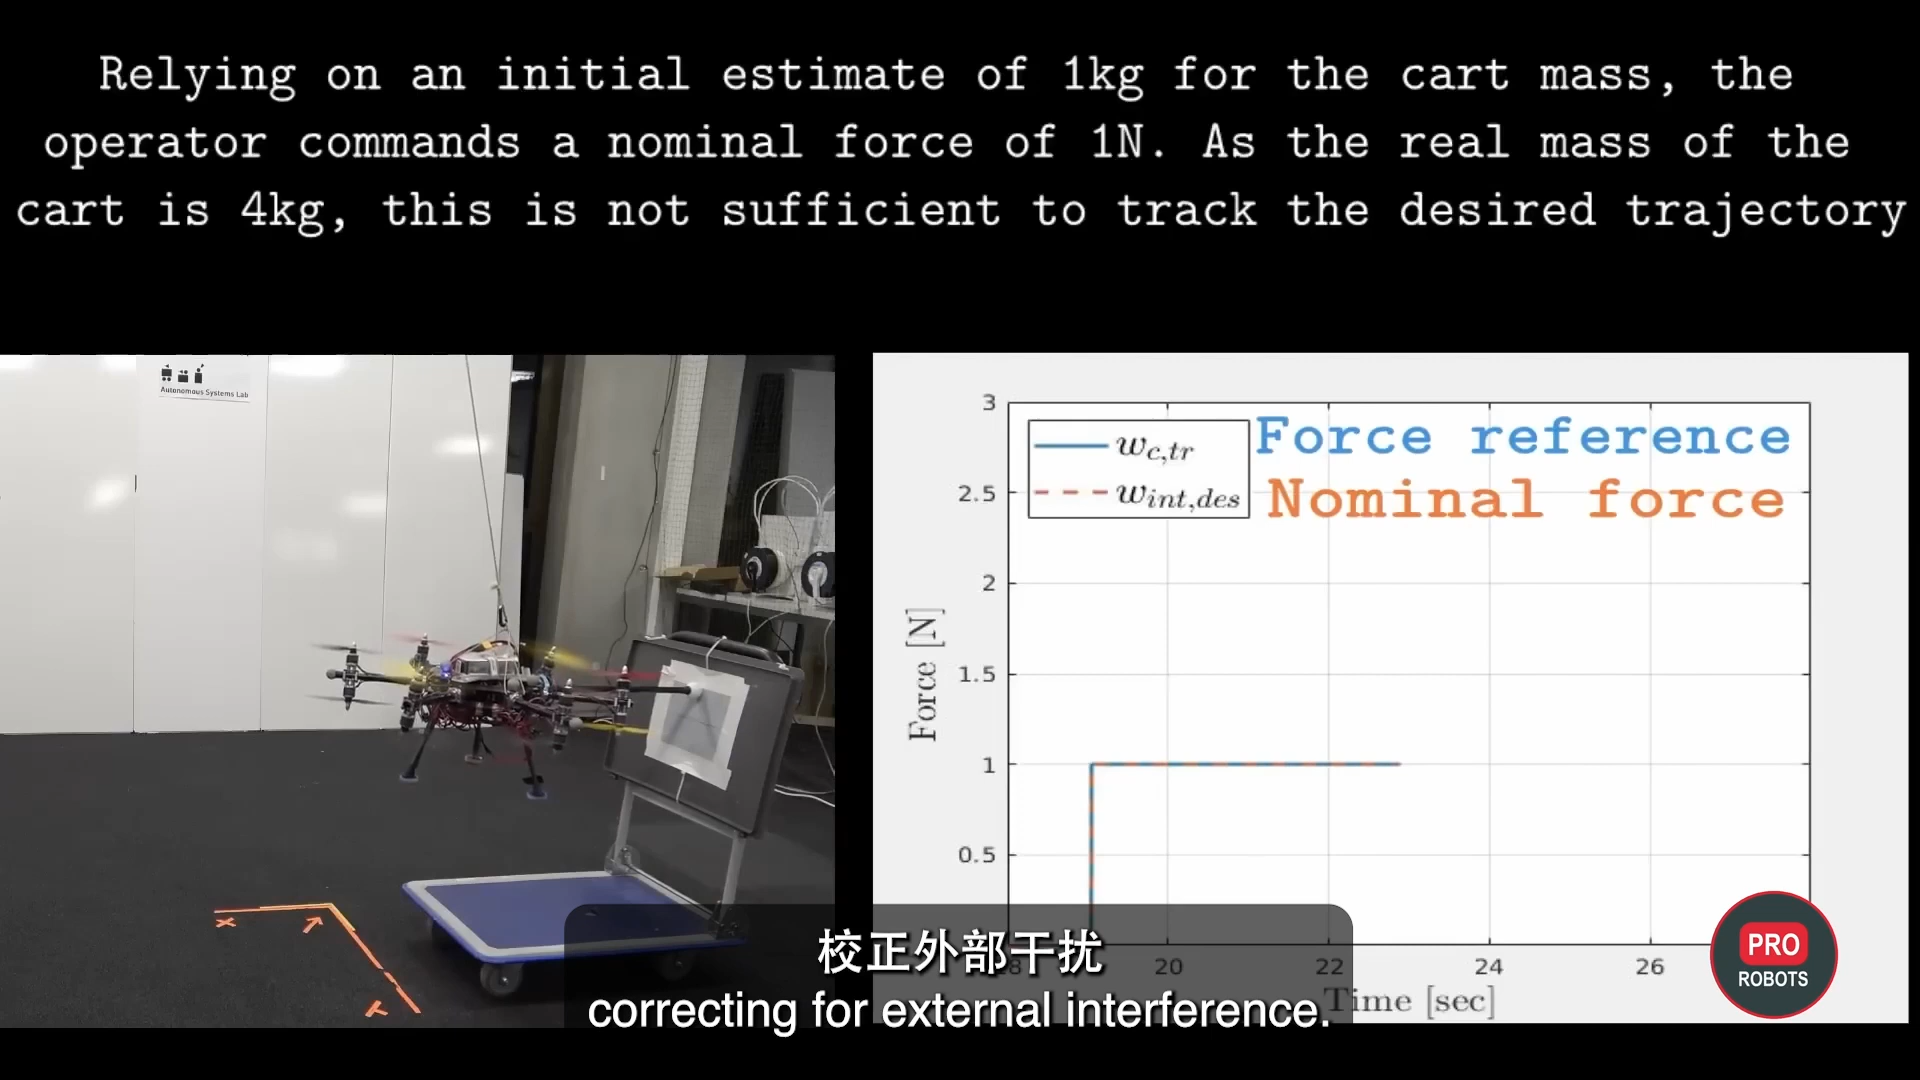 Relying on an initial estimate of 1kg for the cart mass, the
operator commands a nominal force of 1N. As the real mass of the
cart is 4kg, this is not sufficient to track the desired trajectory
Autonomous Systems Lab
3
2.5
2
1.5
1
0.5
Force [N]
w_{c,tr}
w_{int,des}
Force reference
Nominal force
20
22
24
26
Time [sec]
校正外部干扰
correcting for external interference.
PRO
ROBOTS